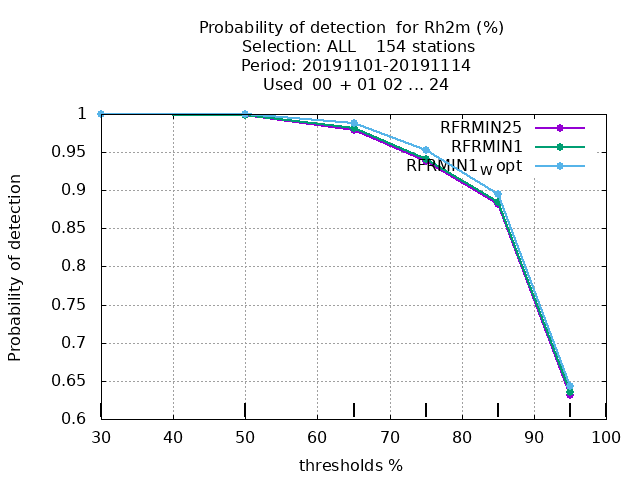 Probability of detection  for Rh2m (%)
Selection: ALL    154 stations
Period: 20191101-20191114
Used  00 + 01 02 ... 24
Probability of detection
1
0.95
0.9
0.85
0.8
0.75
0.7
0.65
0.6
RFRMIN25
RFRMIN1
RFRMIN1w opt
30 40 50 60 70 80 90 100
thresholds %